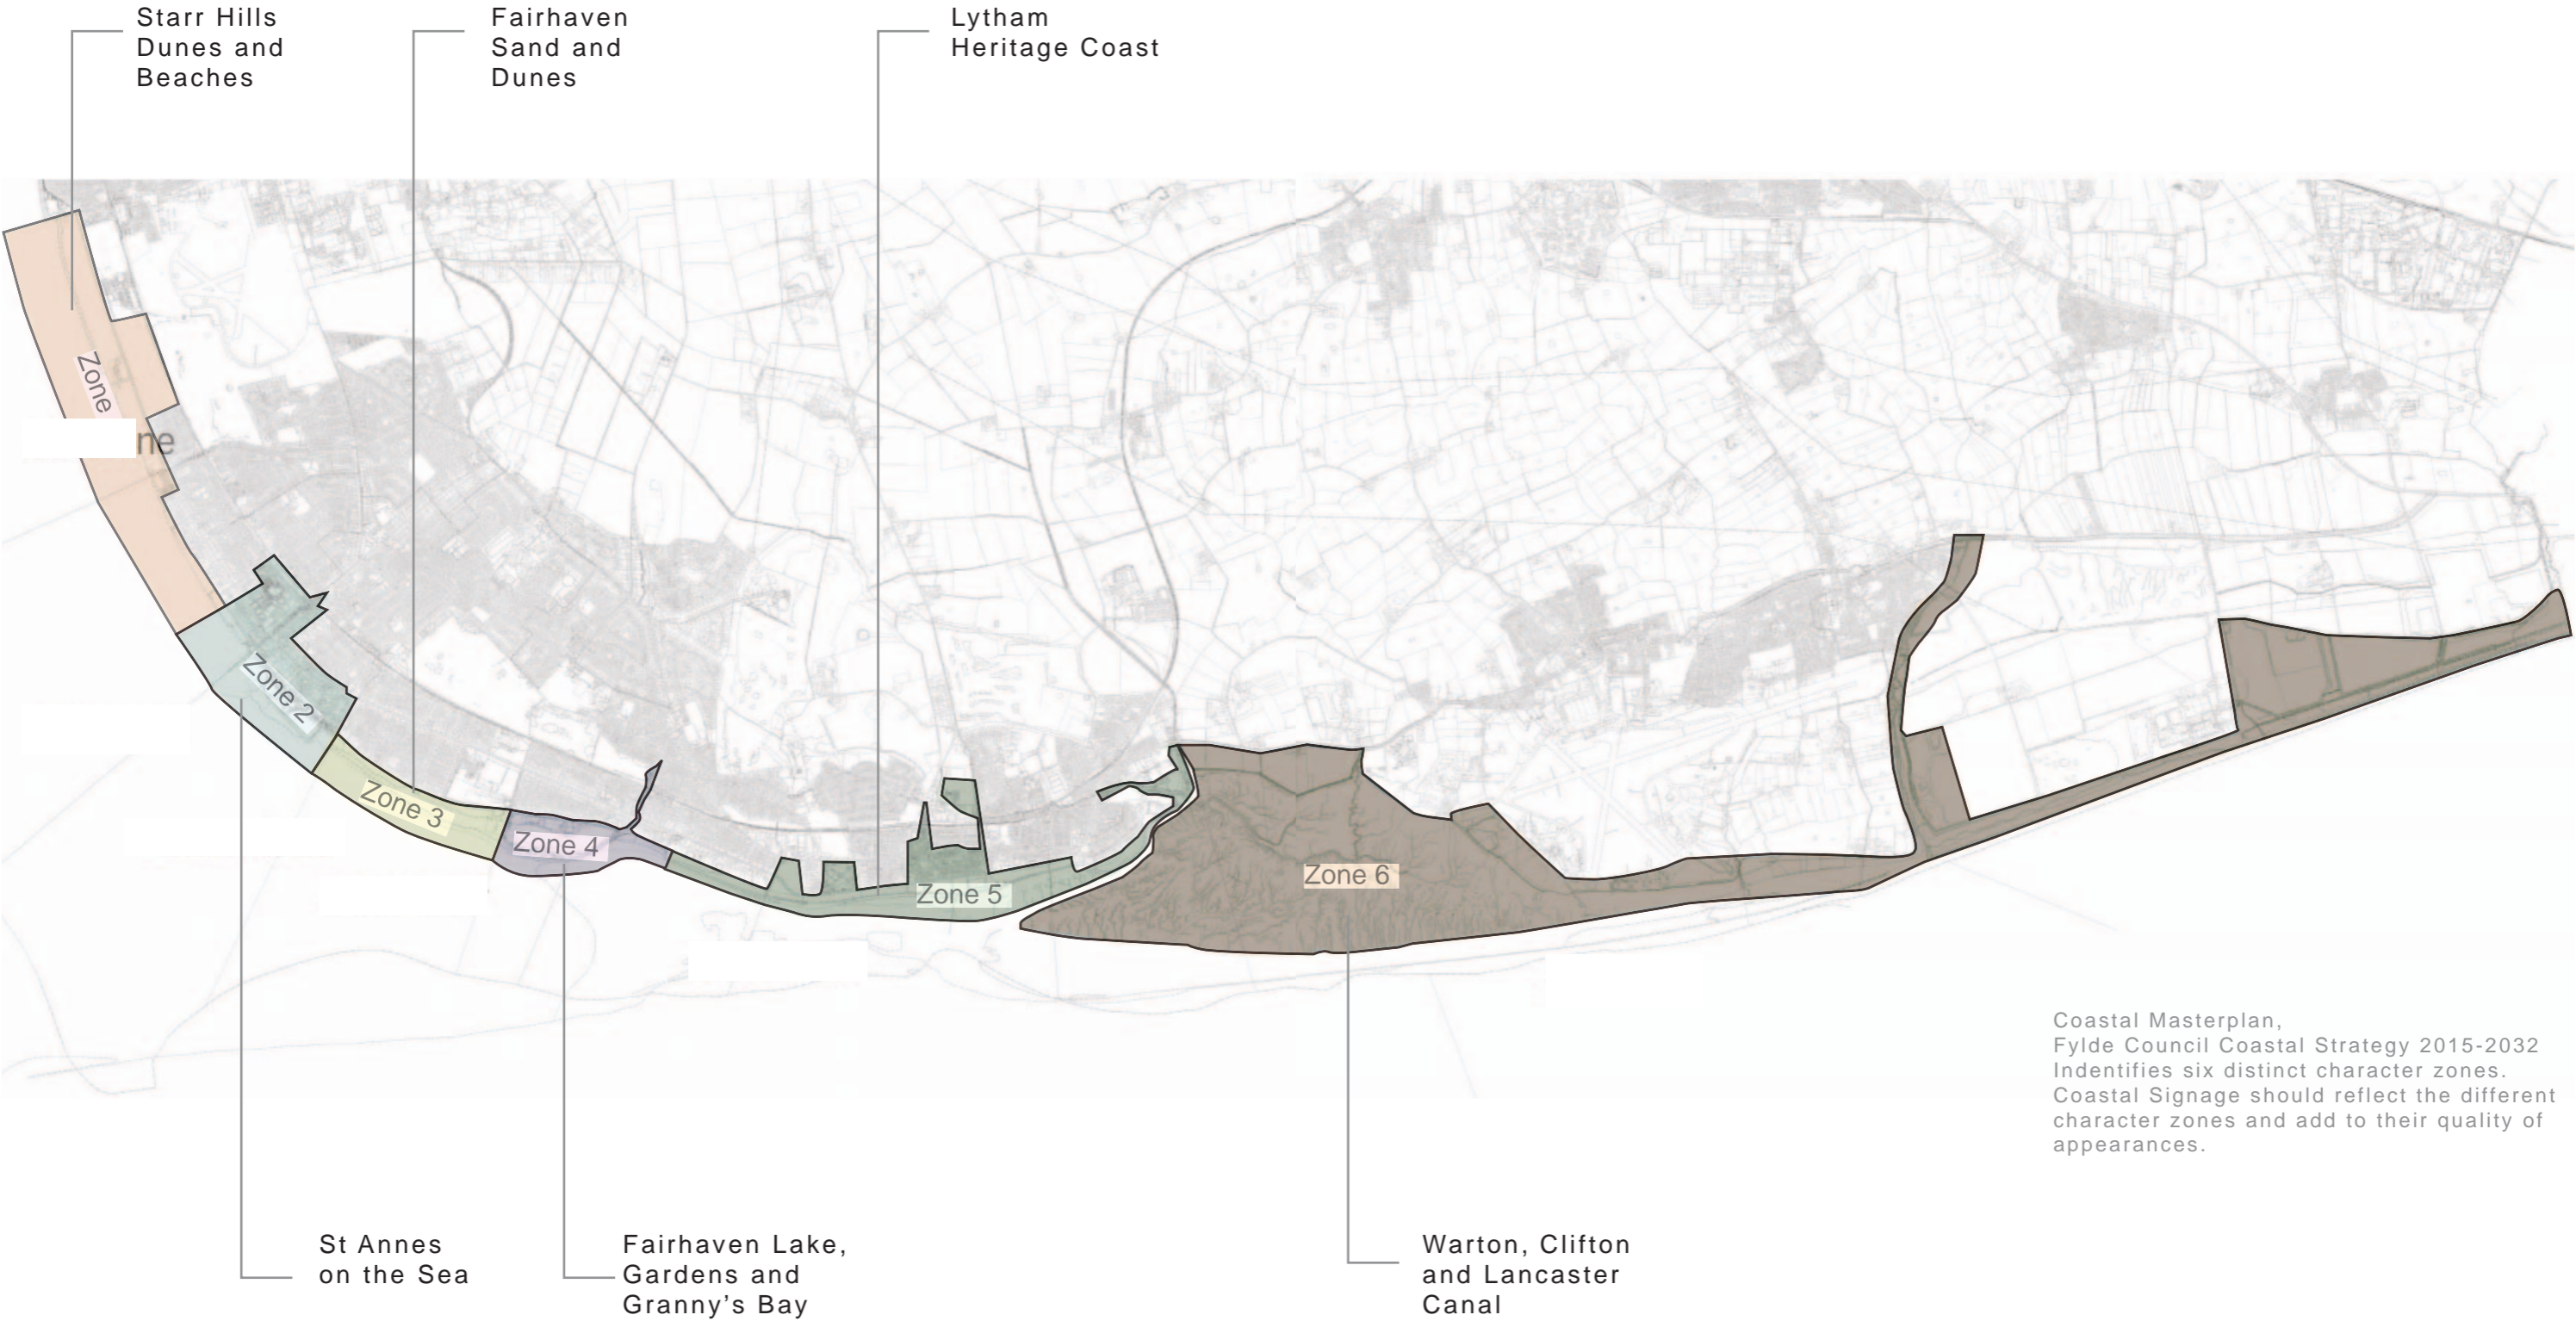 Starr Hills
Dunes and
Beaches
Fairhaven
Sand and
Dunes
Lytham
Heritage Coast
Zone
ne
Zone 2
Zone 3
Zone 4
Zone 5
Zone 6
Coastal Masterplan,
Fylde Council Coastal Strategy 2015-2032
Indentifies six distinct character zones.
Coastal Signage should reflect the different
character zones and add to their quality of
appearances.
St Annes
on the Sea
Fairhaven Lake,
Gardens and
Granny’s Bay
Warton, Clifton
and Lancaster
Canal